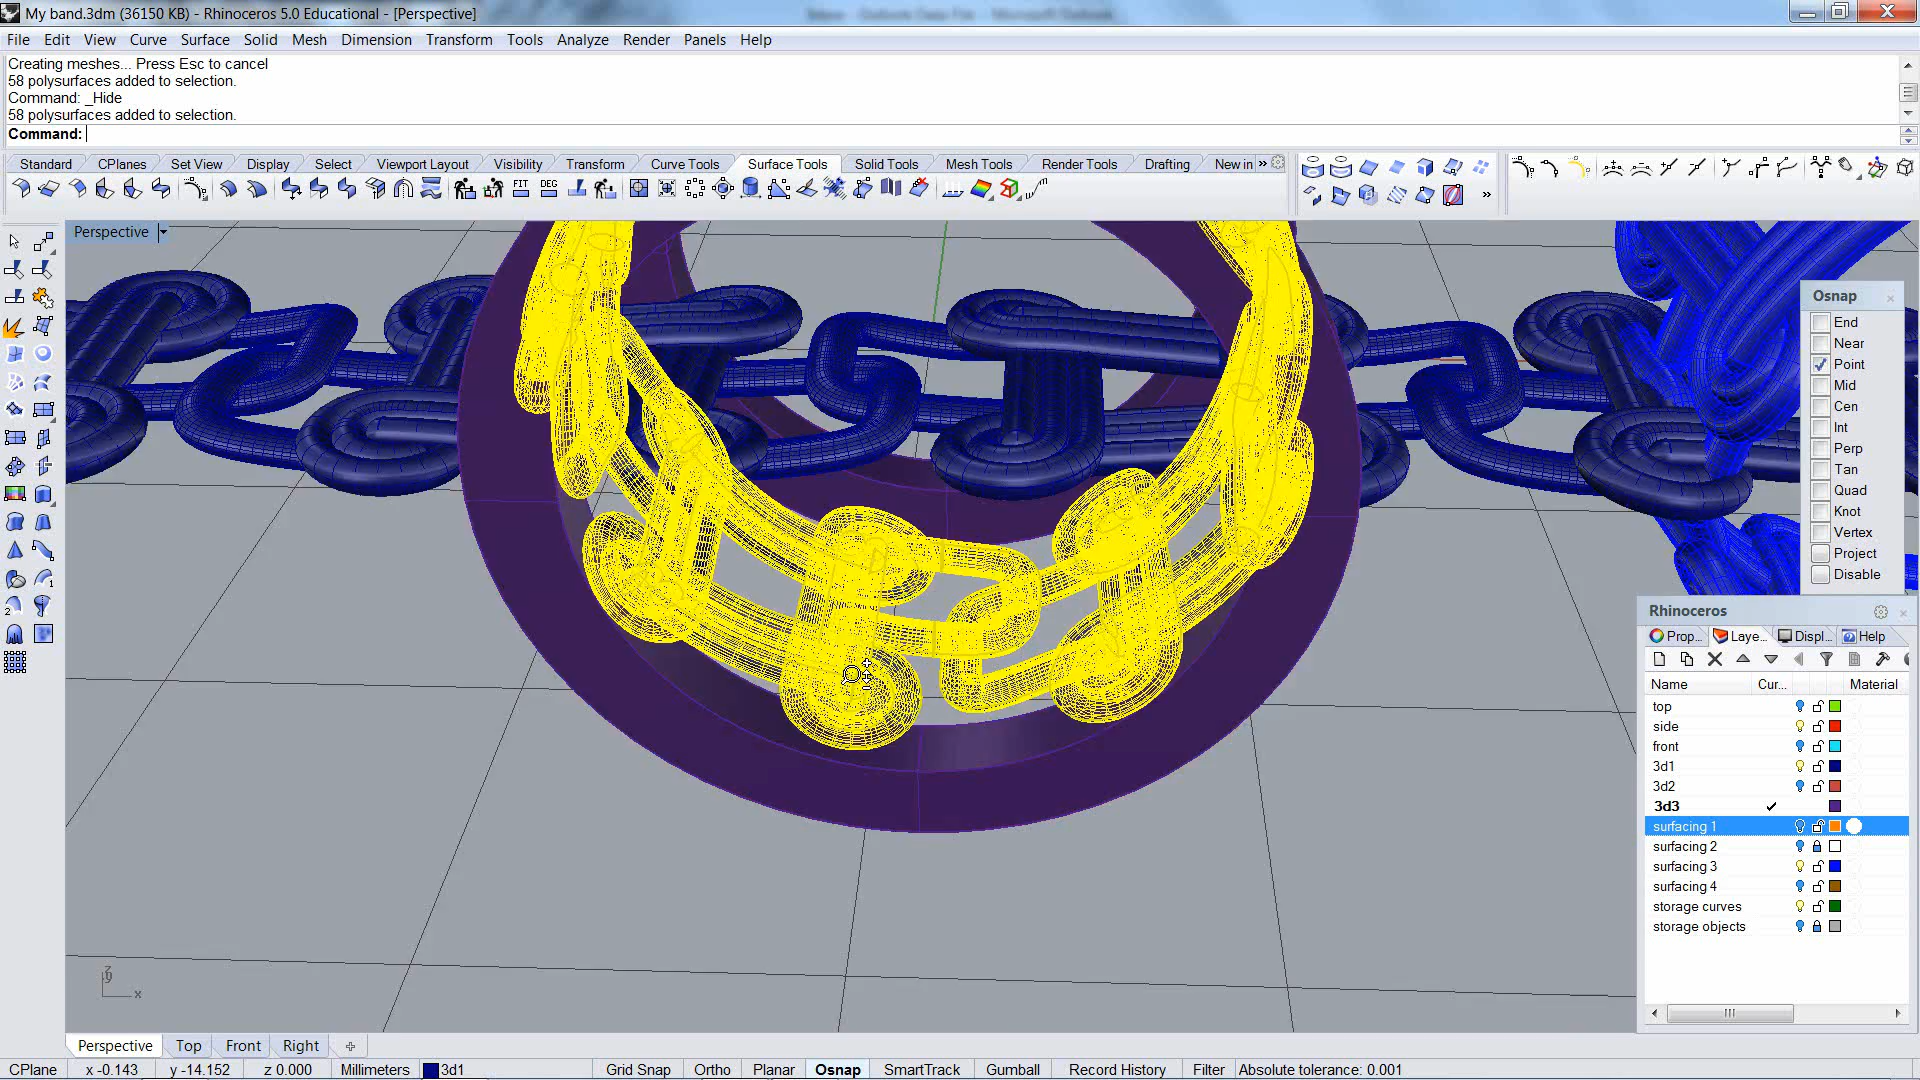 My band.3dm (36150 KB) - Rhinoceros 5.0 Educational - [Perspective]
File Edit View Curve Surface Solid Mesh Dimension Transform Tools Analyze Render Panels Help
Creating meshes... Press Esc to cancel
58 polysurfaces added to selection.
Command: _Hide
58 polysurfaces added to selection.
Command:
Standard CPlanes Set View Display Select Viewport Layout Visibility Transform Curve Tools Surface Tools Solid Tools Mesh Tools Render Tools Drafting New in »
FIT DEG
Perspective
Osnap
End
Near
Point
Mid
Cen
Int
Perp
Tan
Quad
Knot
Vertex
Project
Disable
Rhinoceros
Prop... Laye... Displ... Help
Name Cur... Material
top
side
front
3d1
3d2
3d3
surfacing 1
surfacing 2
surfacing 3
surfacing 4
storage curves
storage objects
x
Perspective Top Front Right
CPlane x -0.143 y -14.152 z 0.000 Millimeters 3d1 Grid Snap Ortho Planar Osnap SmartTrack Gumball Record History Filter Absolute tolerance: 0.001